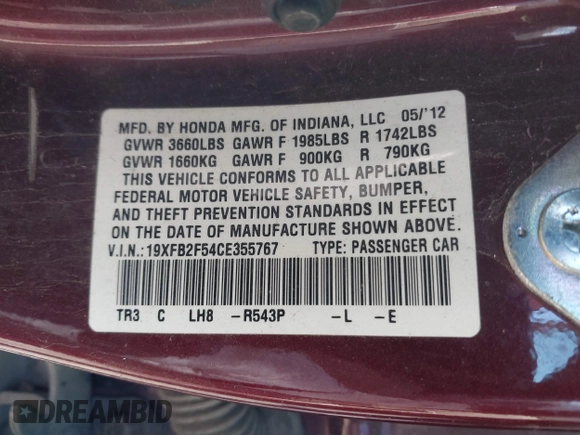 MFD. BY HONDA MFG. OF INDIANA, LLC 05/'12
GVWR 3660LBS GAWR F 1985LBS R 1742LBS
GVWR 1660KG GAWR F 900KG R 790KG
THIS VEHICLE CONFORMS TO ALL APPLICABLE
FEDERAL MOTOR VEHICLE SAFETY, BUMPER,
AND THEFT PREVENTION STANDARDS IN EFFECT
ON THE DATE OF MANUFACTURE SHOWN ABOVE.
V.I.N.:19XFB2F54CE355767 TYPE: PASSENGER CAR
TR3 C LH8 -R543P -L -E
DREAMBID